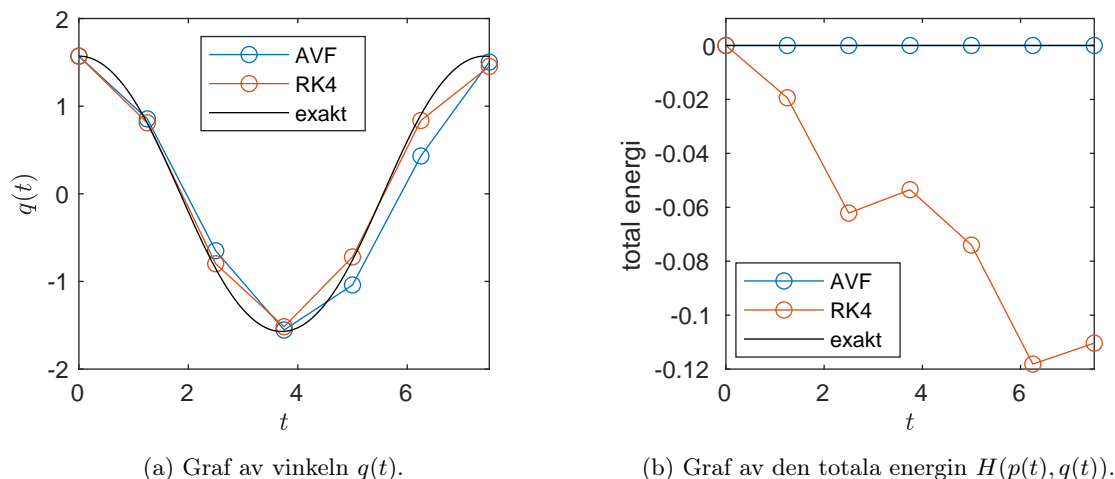 2
1
0
-1
-2
q(t)
AVF
RK4
exakt
0
2
4
6
t
(a) Graf av vinkeln q(t).
0
-0.02
-0.04
-0.06
-0.08
-0.1
-0.12
total energi
AVF
RK4
exakt
0
2
4
6
t
(b) Graf av den totala energin H(p(t), q(t)).